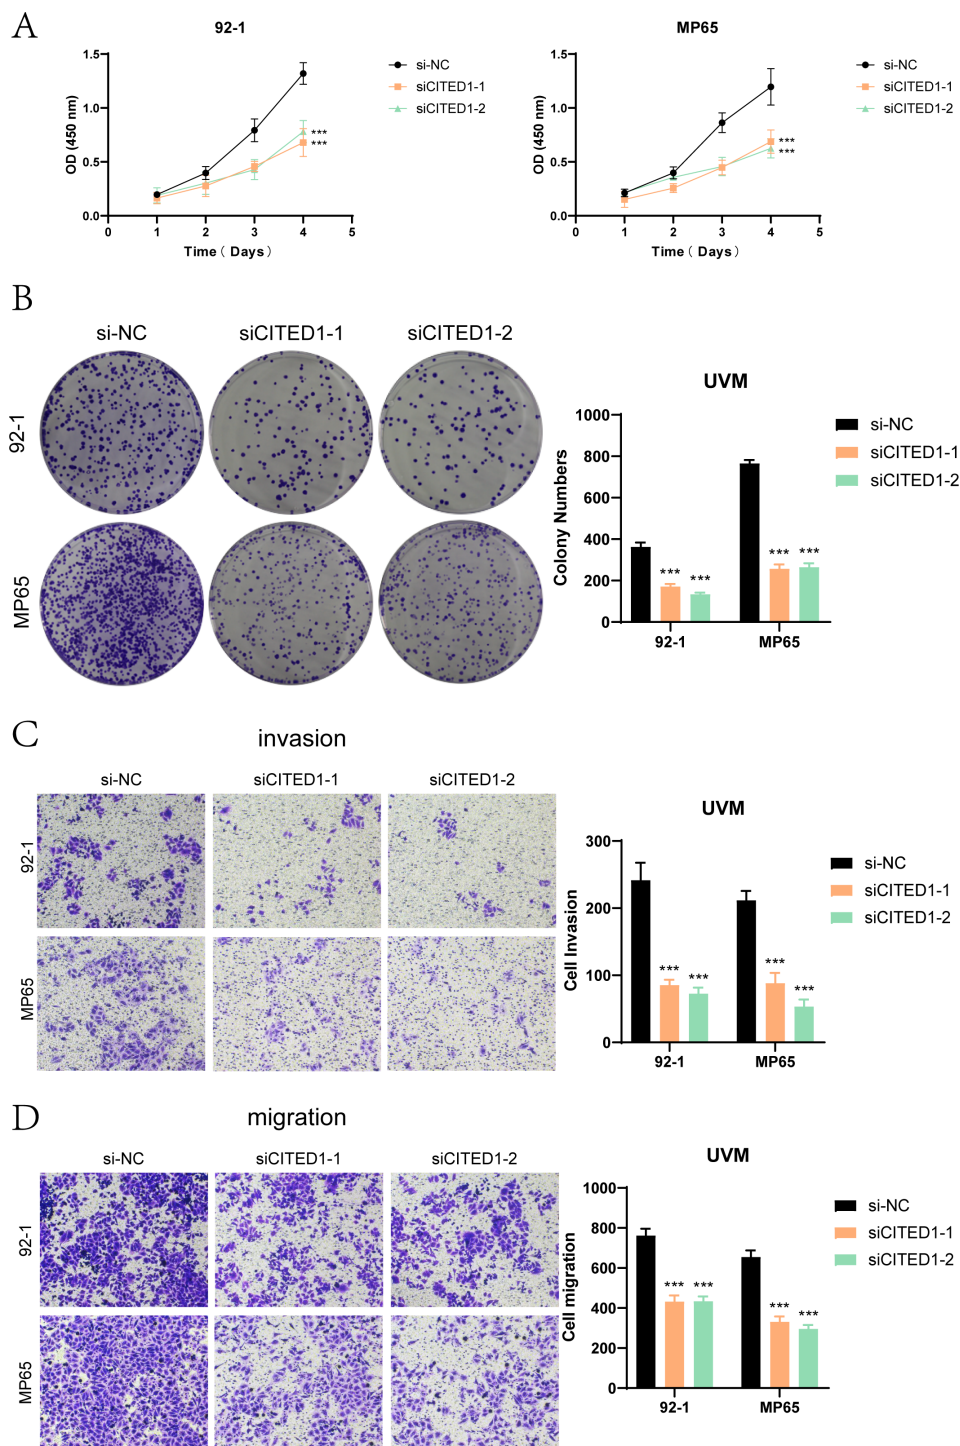 A
92-1
MP65
1.5
1.0
0.5
0.0
OD (450 nm)
0 1 2 3 4 5
Time( Days)
si-NC
siCITED1-1
siCITED1-2
***
***
1.5
1.0
0.5
0.0
OD (450 nm)
0 1 2 3 4 5
Time( Days)
si-NC
siCITED1-1
siCITED1-2
***
***
B
si-NC siCITED1-1 siCITED1-2
92-1
MP65
UVM
1000
800
600
400
200
0
Colony Numbers
*** *** *** ***
92-1 MP65
si-NC
siCITED1-1
siCITED1-2
C
invasion
si-NC siCITED1-1 siCITED1-2
92-1
MP65
UVM
300
200
100
0
Cell Invasion
*** *** *** ***
92-1 MP65
si-NC
siCITED1-1
siCITED1-2
D
migration
si-NC siCITED1-1 siCITED1-2
92-1
MP65
UVM
1000
800
600
400
200
0
Cell migration
*** *** *** ***
92-1 MP65
si-NC
siCITED1-1
siCITED1-2